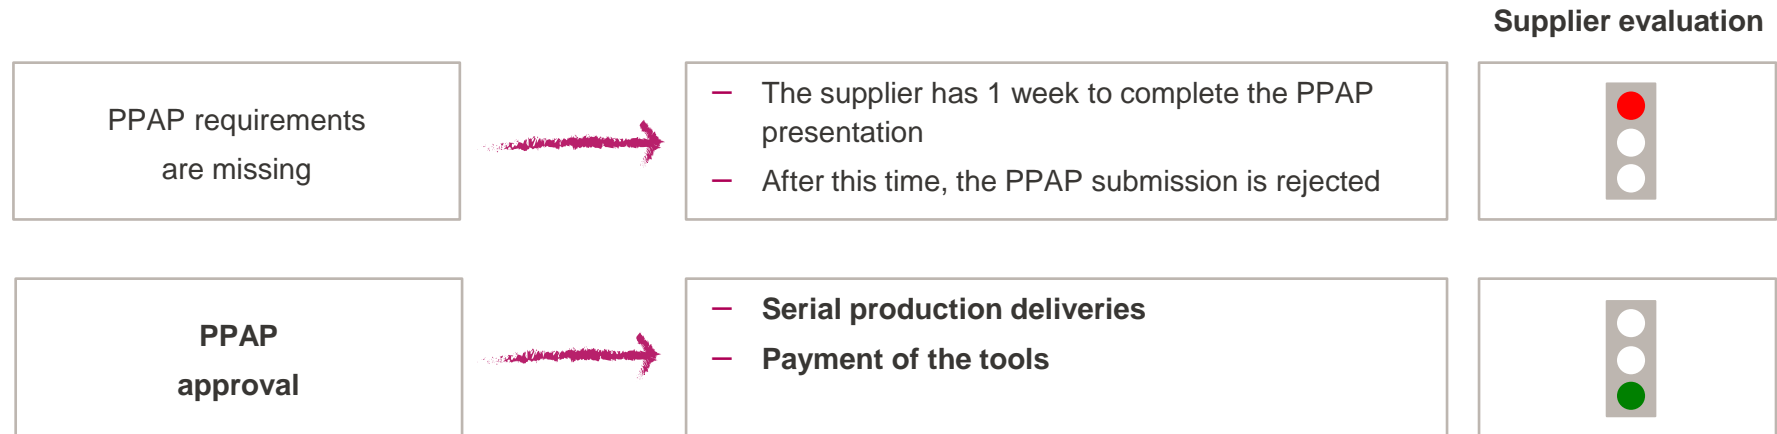 Supplier evaluation
PPAP requirements
are missing
– The supplier has 1 week to complete the PPAP
presentation
– After this time, the PPAP submission is rejected
PPAP
approval
– Serial production deliveries
– Payment of the tools